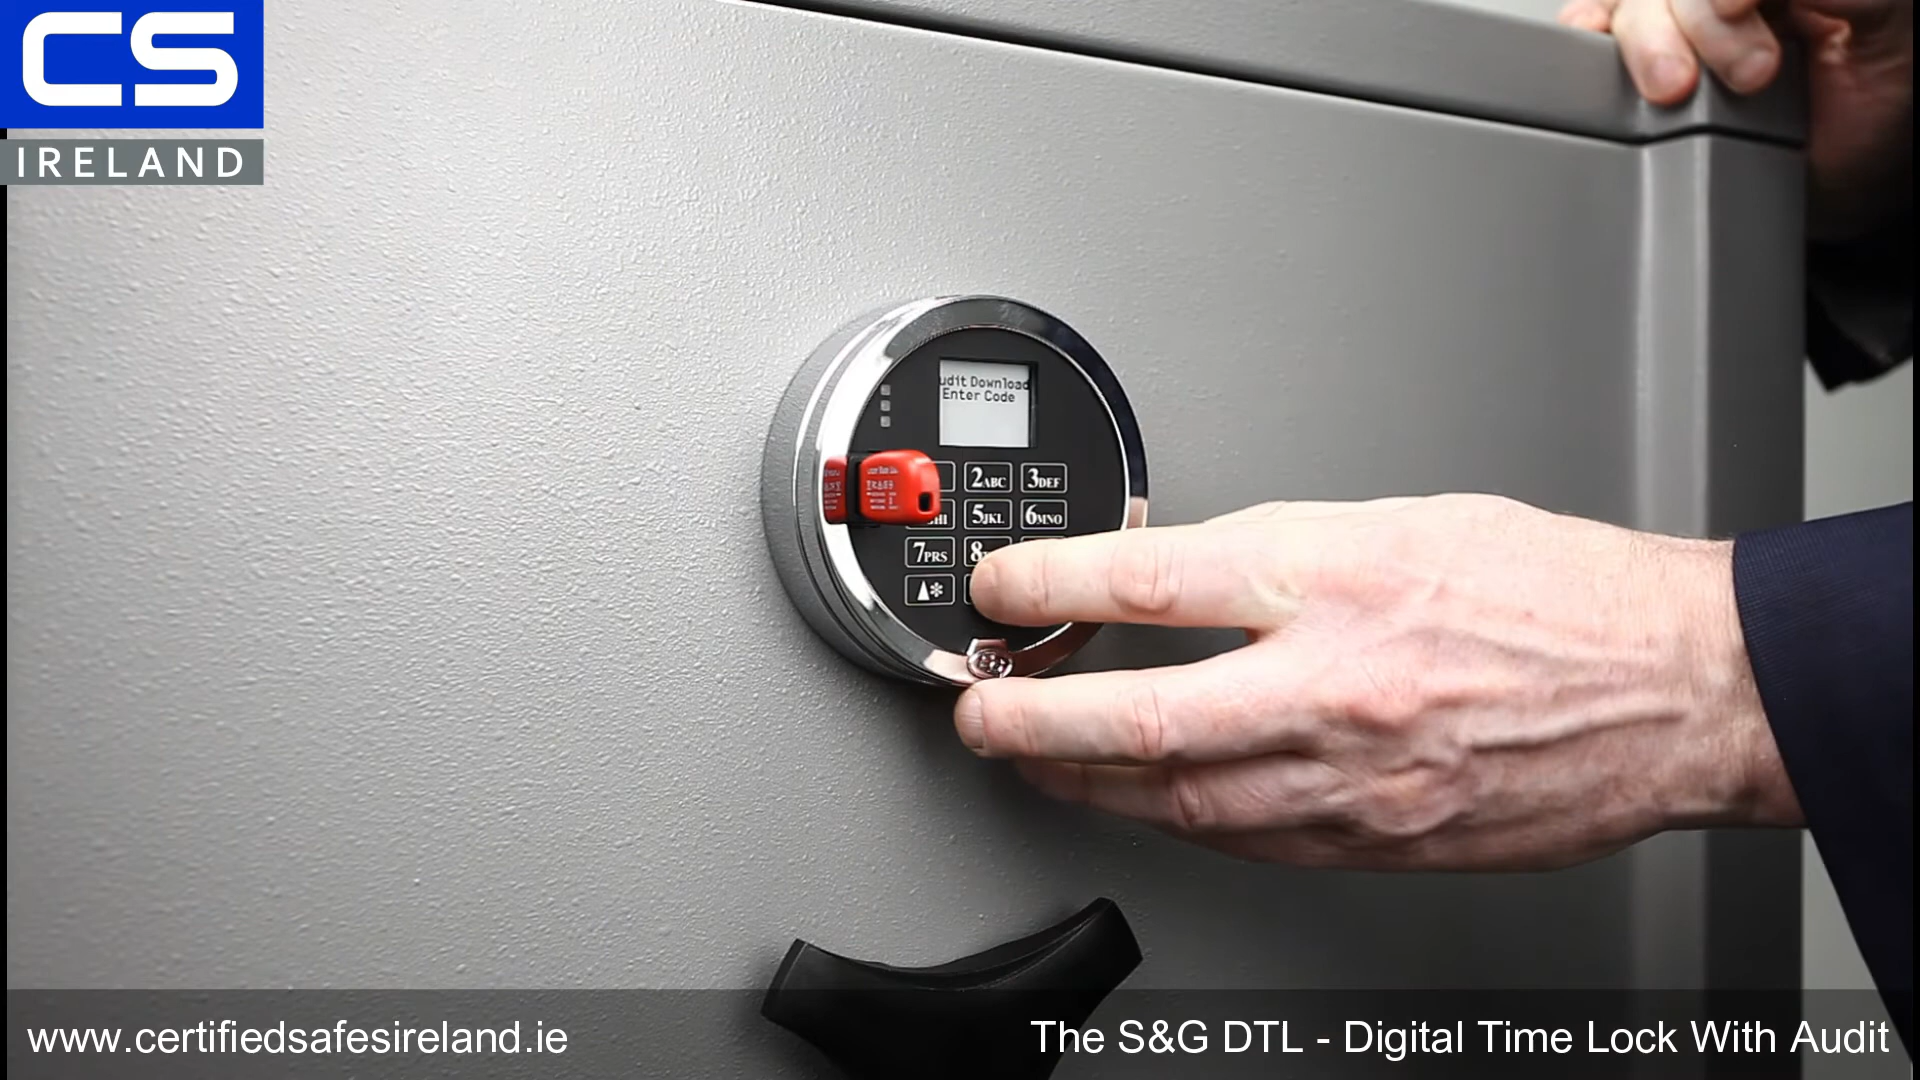 CS
IRELAND
udit Download
Enter Code
2ABC
3DEF
5JKL
6MNO
7PRS
8
www.certifiedsafesireland.ie
The S&G DTL - Digital Time Lock With Audit